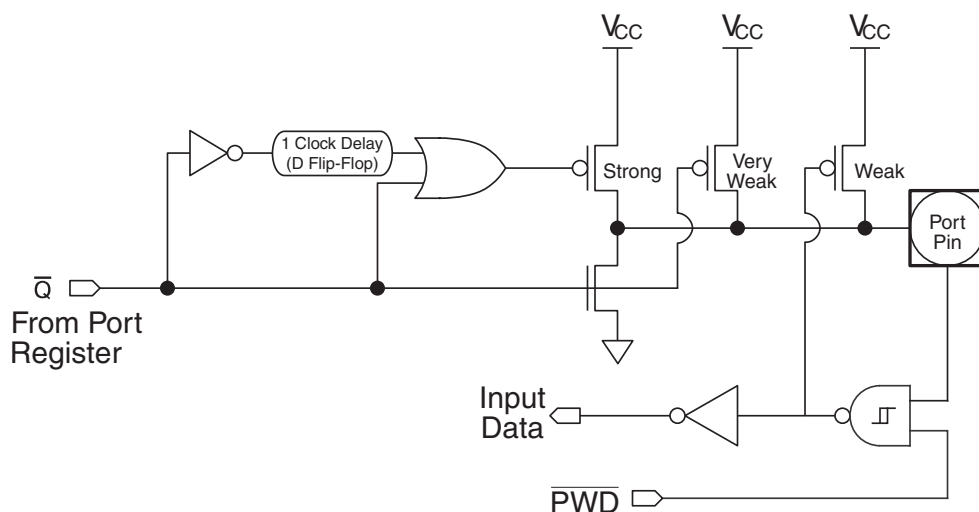 VCC
VCC
VCC
1 Clock Delay
(D Flip-Flop)
Strong
Very
Weak
Weak
Port
Pin
Q̅
From Port
Register
Input
Data
P̅W̅D̅